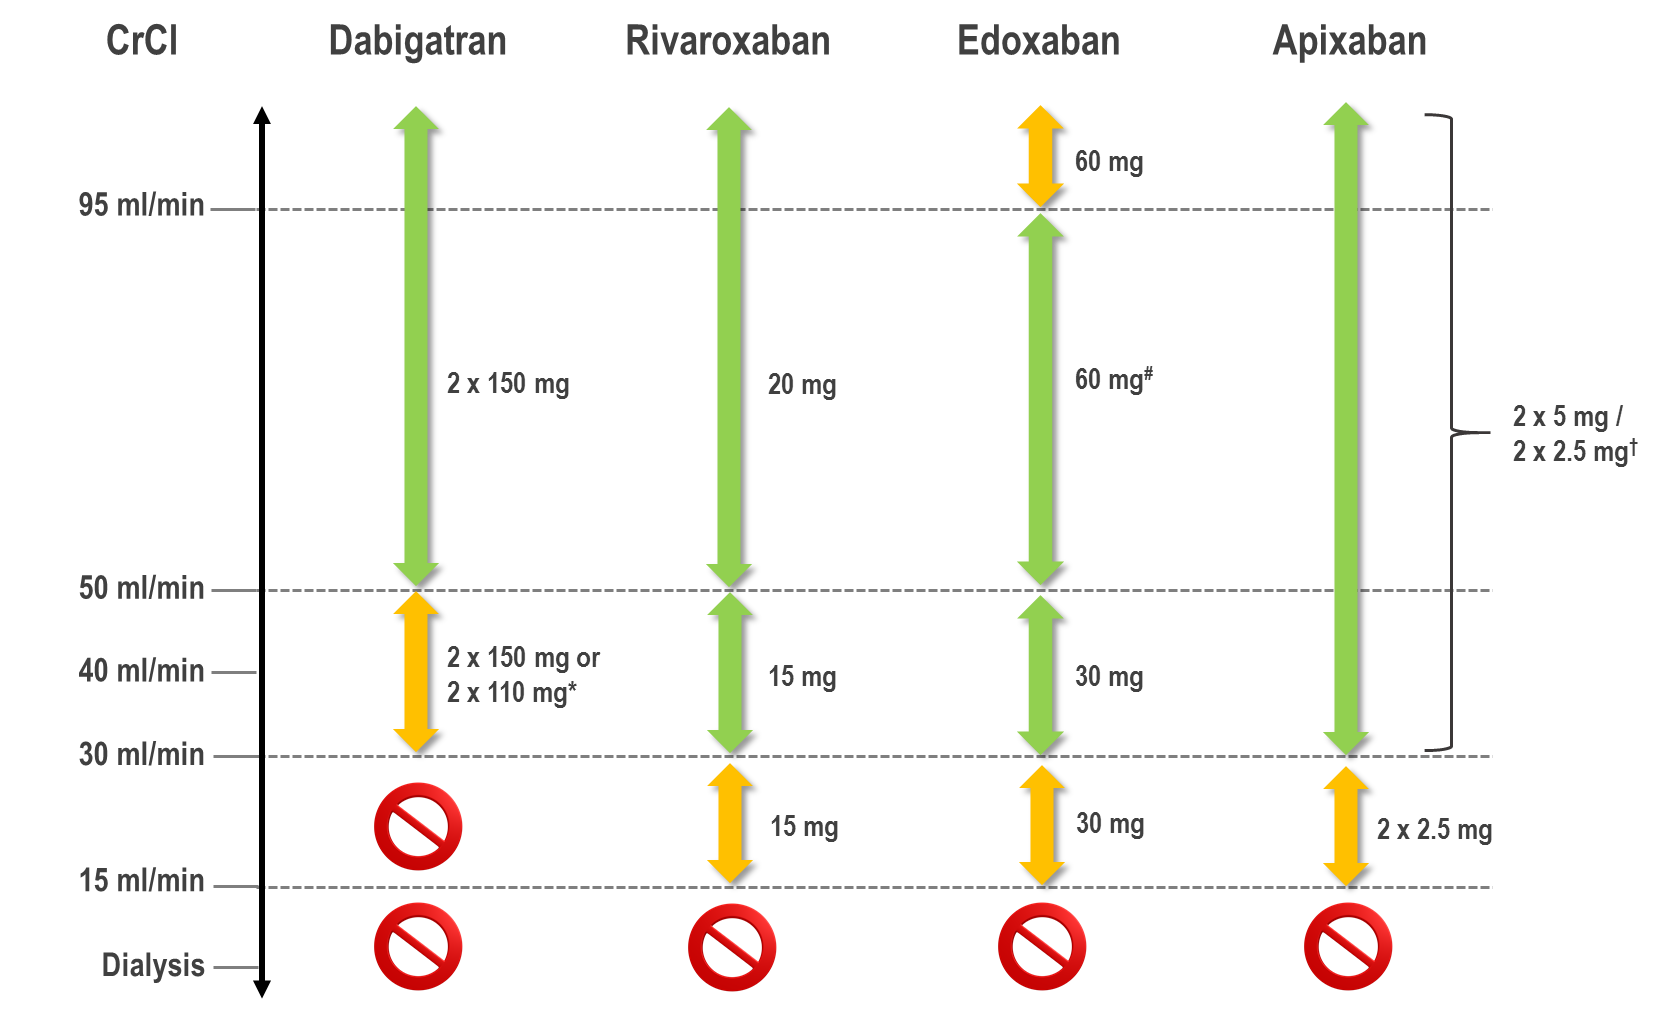 CrCl Dabigatran Rivaroxaban Edoxaban Apixaban
60 mg
95 ml/min
2 x 150 mg 20 mg 60 mg#
2 x 5 mg /
2 x 2.5 mg†
50 ml/min
2 x 150 mg or
2 x 110 mg*
40 ml/min 15 mg 30 mg
30 ml/min
15 mg 30 mg 2 x 2.5 mg
15 ml/min
Dialysis